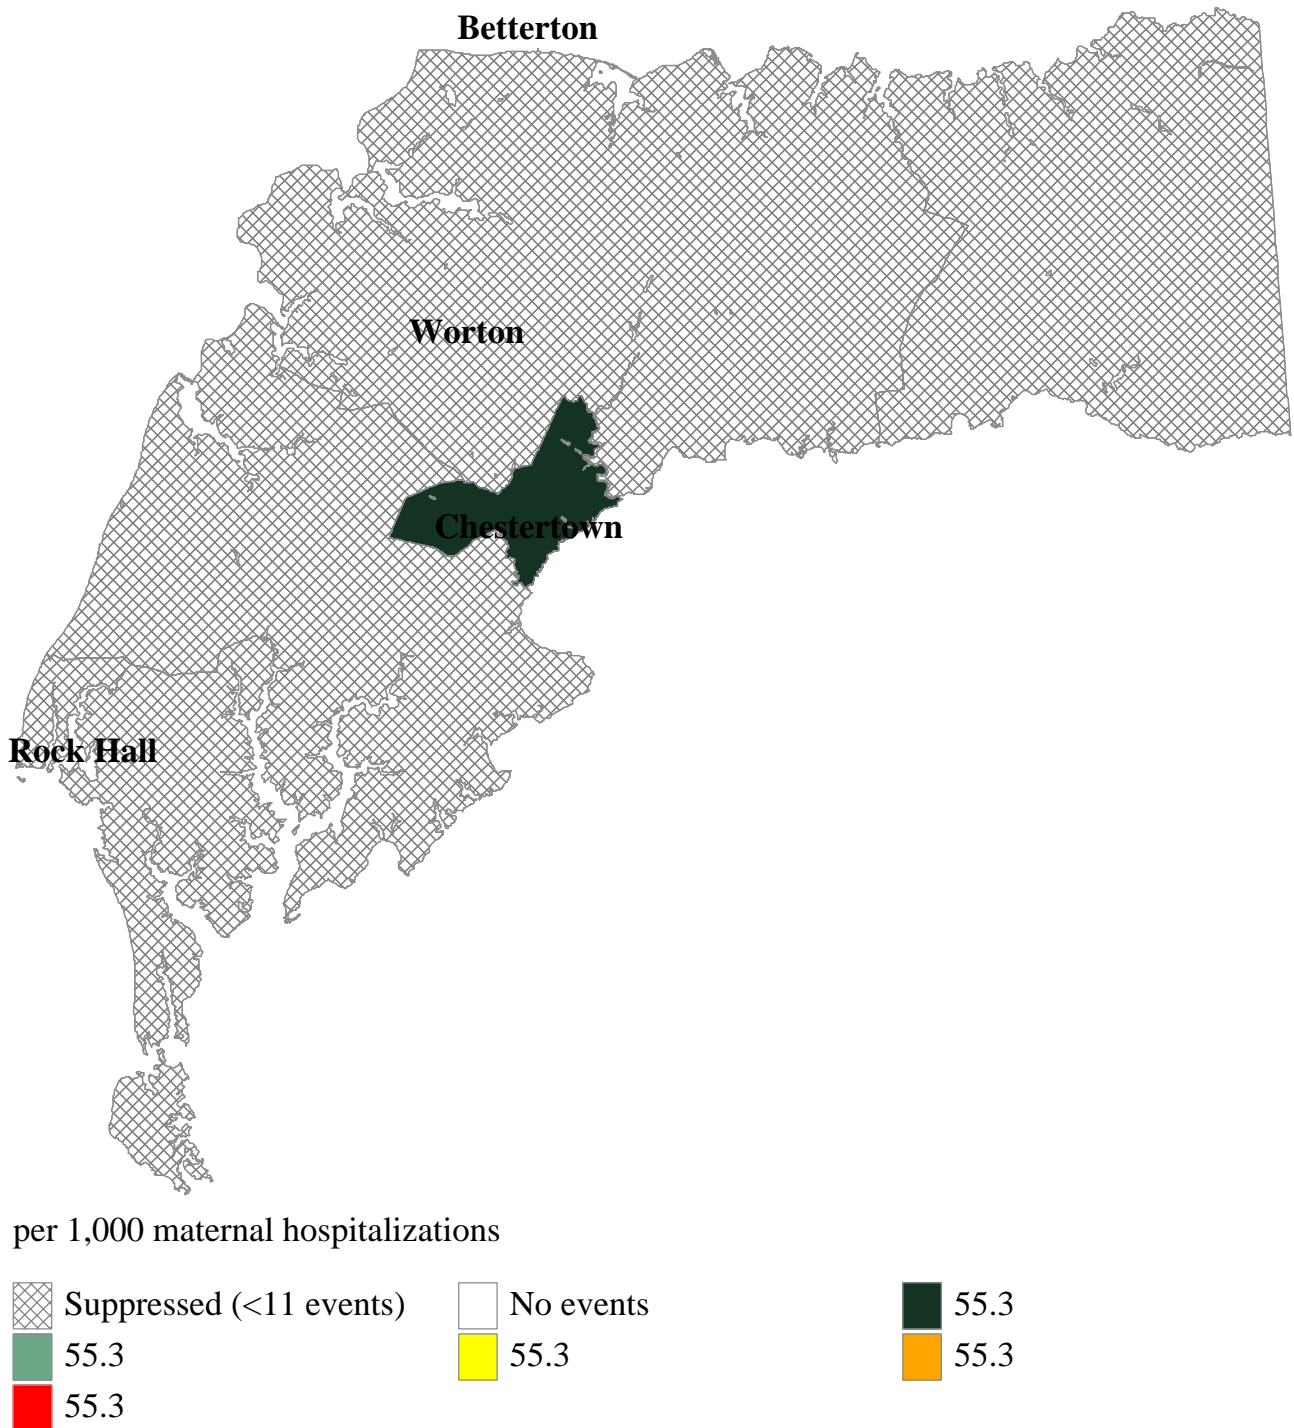 Betterton
Worton
Chestertown
Rock Hall
per 1,000 maternal hospitalizations
Suppressed (<11 events) No events 55.3
55.3 55.3 55.3
55.3